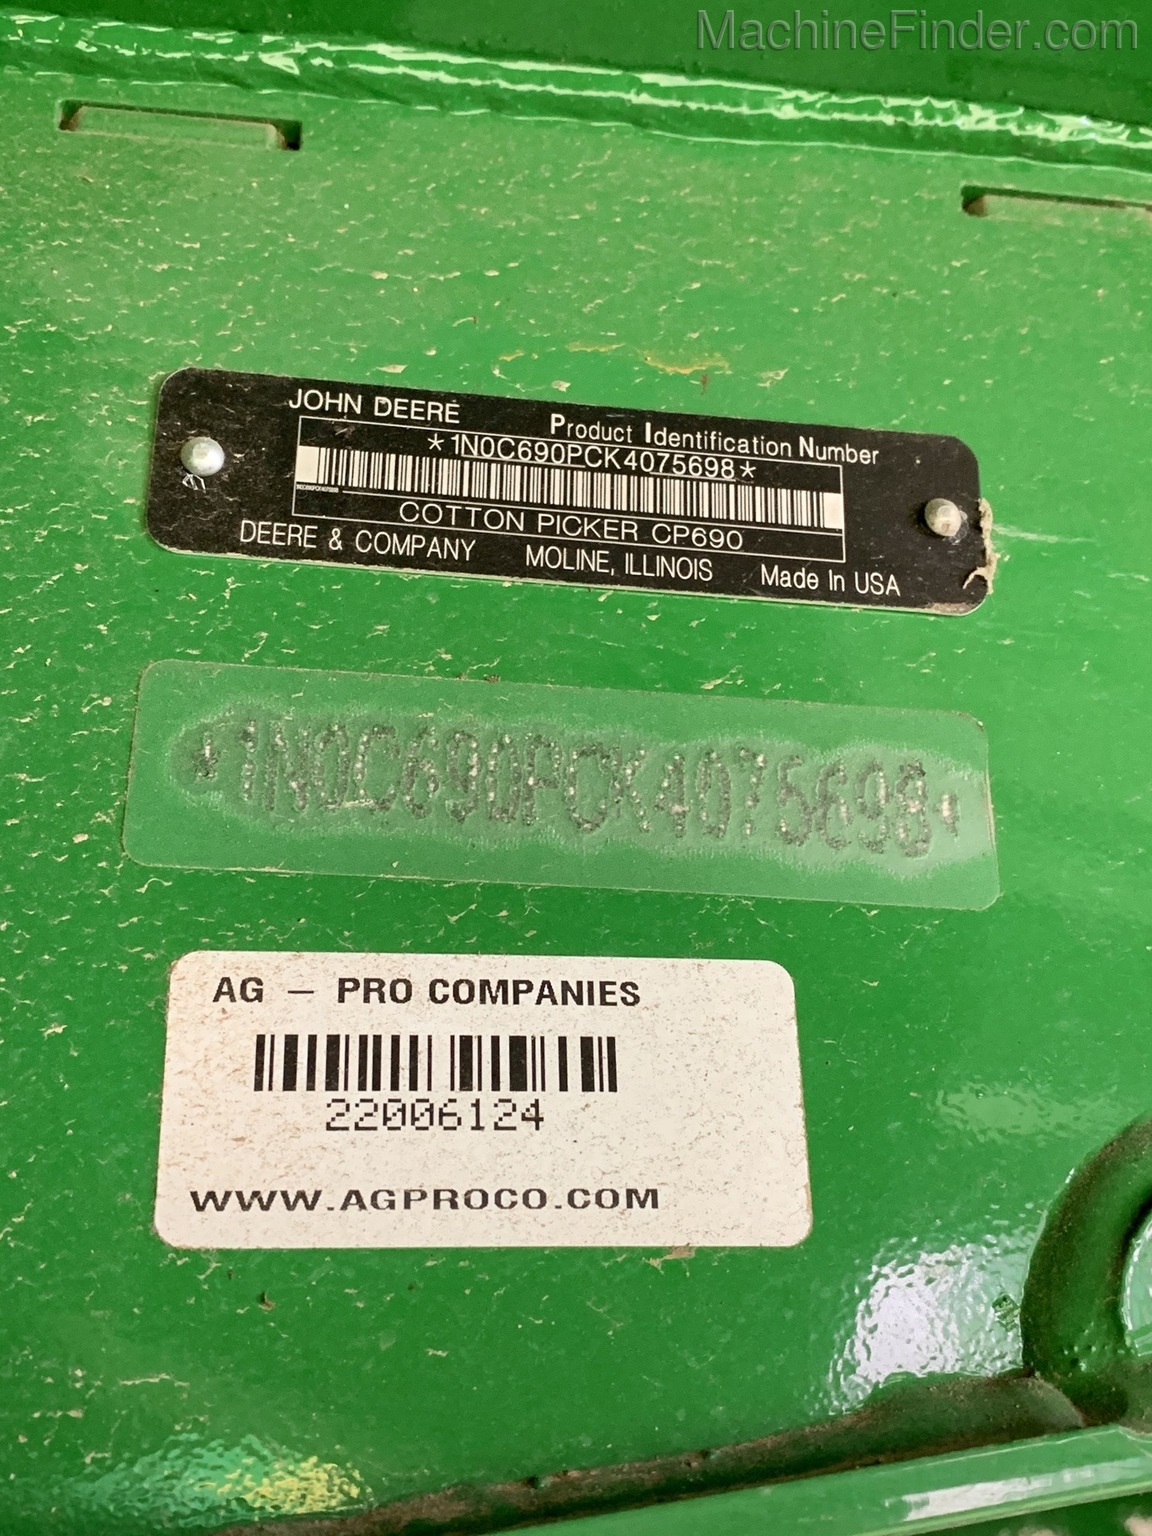 MachineFinder.com
JOHN DEERE Product Identification Number
*1N0C690PCK4075698*
COTTON PICKER CP690
DEERE & COMPANY MOLINE, ILLINOIS Made In USA
*1N0C690PCK4075698*
AG – PRO COMPANIES
22006124
WWW.AGPROCO.COM